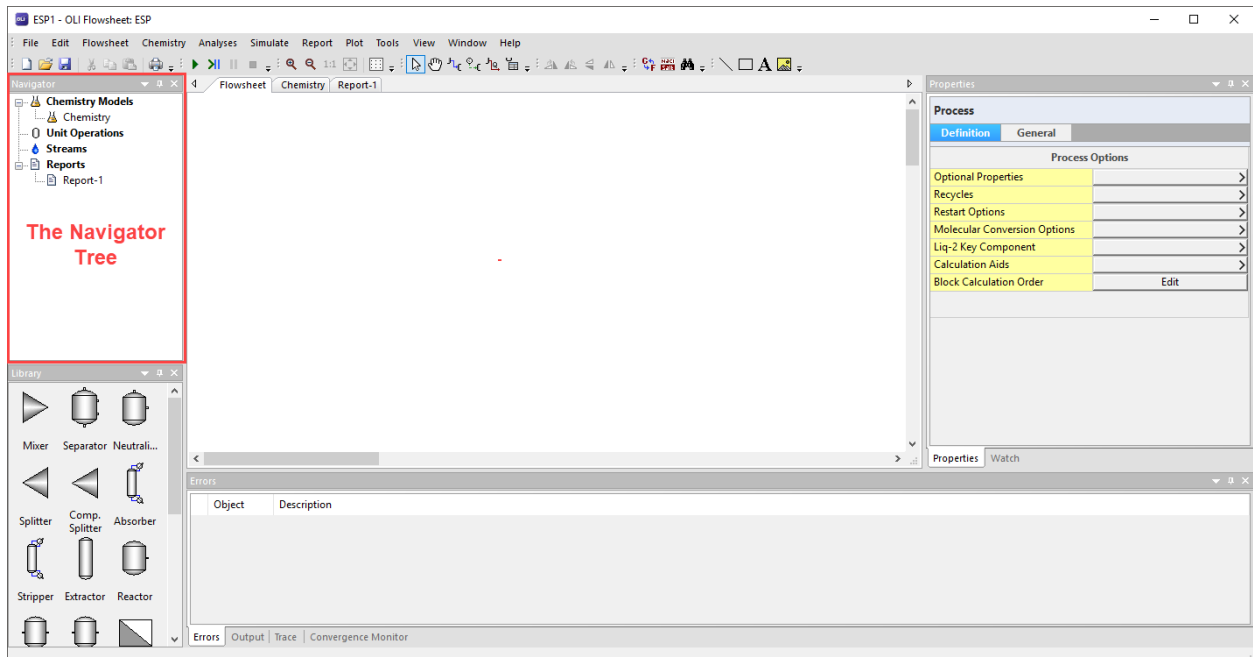 ESP1 - OLI Flowsheet: ESP
File Edit Flowsheet Chemistry Analyses Simulate Report Plot Tools View Window Help
1:1
Navigator
Chemistry Models
Chemistry
Unit Operations
Streams
Reports
Report-1
The Navigator
Tree
Library
Mixer Separator Neutrali...
Splitter Comp. Splitter Absorber
Stripper Extractor Reactor
Flowsheet Chemistry Report-1
Errors
Object Description
Errors Output Trace Convergence Monitor
Properties
Process
Definition General
Process Options
Optional Properties
Recycles
Restart Options
Molecular Conversion Options
Liq-2 Key Component
Calculation Aids
Block Calculation Order Edit
Properties Watch